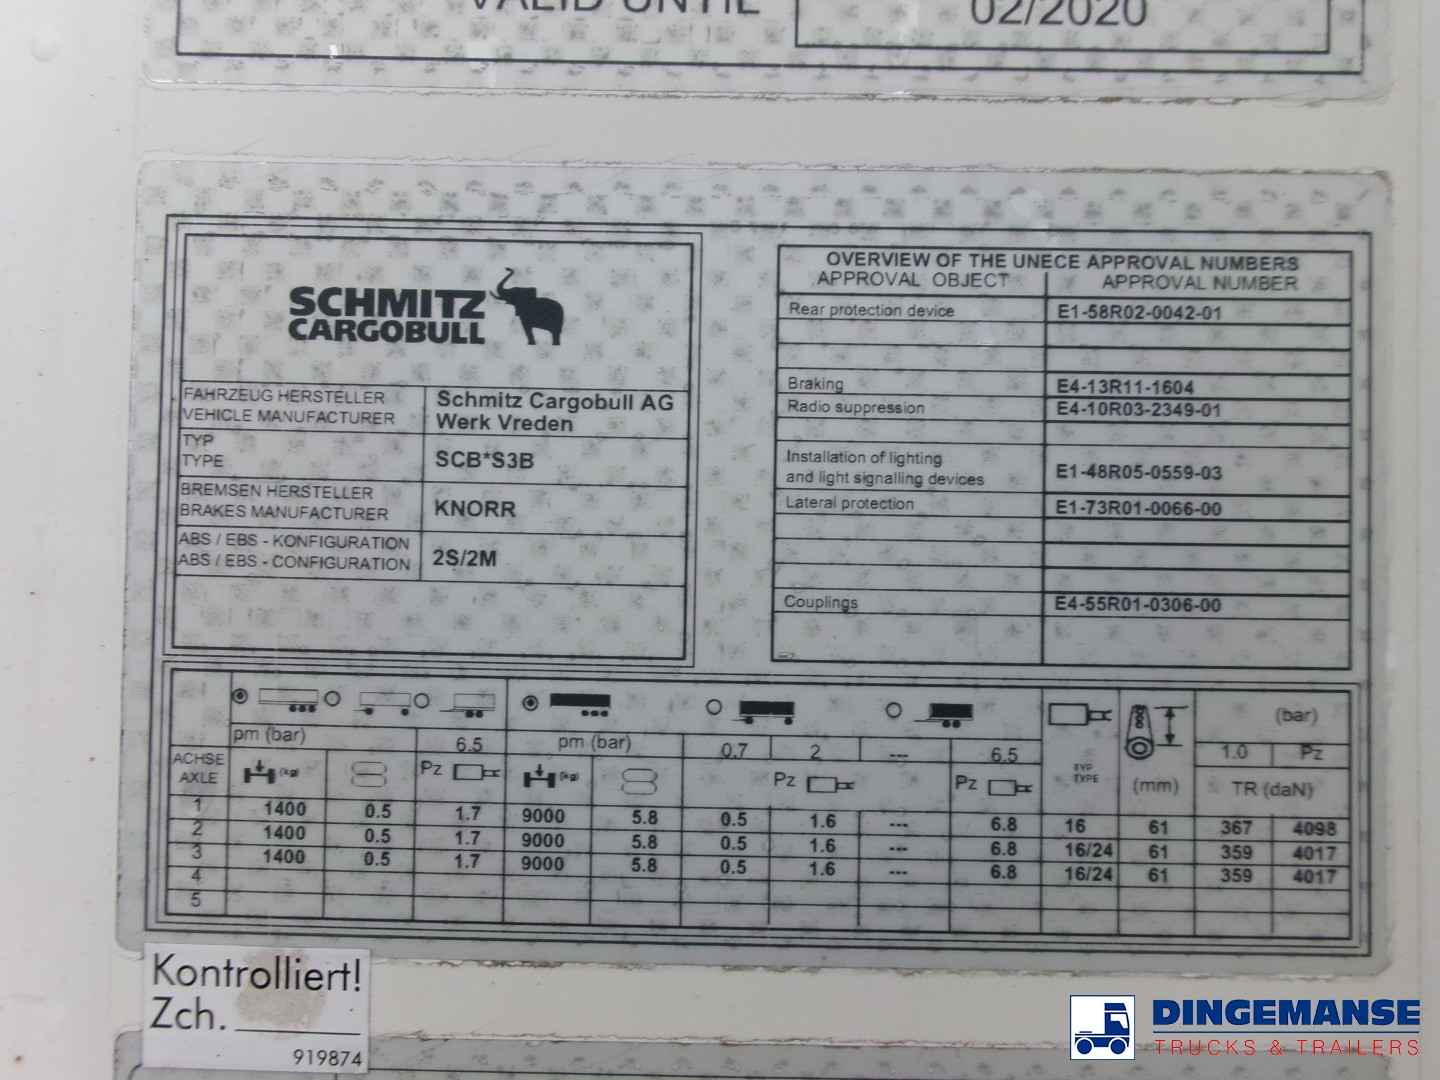 VALID UNTIL 02/2020
SCHMITZ
CARGOBULL
FAHRZEUG HERSTELLER
VEHICLE MANUFACTURER
Schmitz Cargobull AG
Werk Vreden
TYP
TYPE
SCB*S3B
BREMSEN HERSTELLER
BRAKES MANUFACTURER
KNORR
ABS / EBS - KONFIGURATION
ABS / EBS - CONFIGURATION
2S/2M
OVERVIEW OF THE UNECE APPROVAL NUMBERS
APPROVAL OBJECT APPROVAL NUMBER
Rear protection device E1-58R02-0042-01
Braking E4-13R11-1604
Radio suppression E4-10R03-2349-01
Installation of lighting
and light signalling devices E1-48R05-0559-03
Lateral protection E1-73R01-0066-00
Couplings E4-55R01-0306-00
(bar)
pm (bar) 6.5 pm (bar) 0.7 2 --- 6.5 1.0 Pz
ACHSE
AXLE
(kg) Pz (kg) Pz Pz TYP
TYPE
(mm) TR (daN)
1 1400 0.5 1.7 9000 5.8 0.5 1.6 --- 6.8 16 61 367 4098
2 1400 0.5 1.7 9000 5.8 0.5 1.6 --- 6.8 16/24 61 359 4017
3 1400 0.5 1.7 9000 5.8 0.5 1.6 --- 6.8 16/24 61 359 4017
4
5
Kontrolliert!
Zch.
919874
DINGEMANSE
TRUCKS & TRAILERS